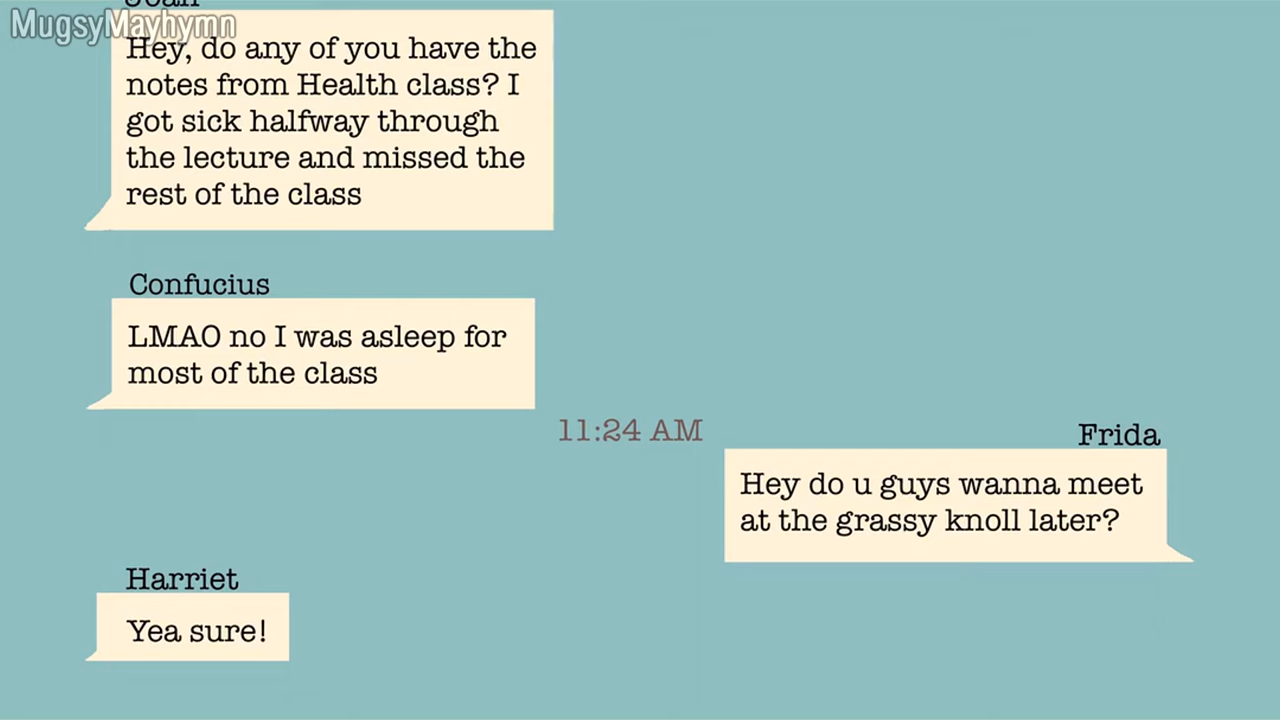 MugsyMayhymn
Joan
Hey, do any of you have the
notes from Health class? I
got sick halfway through
the lecture and missed the
rest of the class
Confucius
LMAO no I was asleep for
most of the class
11:24 AM
Frida
Hey do u guys wanna meet
at the grassy knoll later?
Harriet
Yea sure!